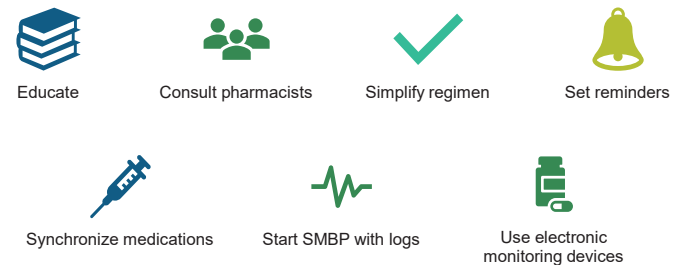 Educate
Consult pharmacists
Simplify regimen
Set reminders
Synchronize medications
Start SMBP with logs
Use electronic
monitoring devices